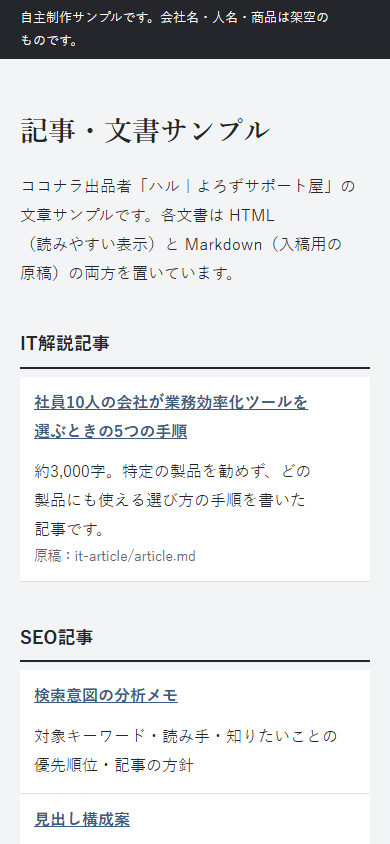 自主制作サンプルです。会社名・人名・商品は架空の
ものです。
記事・文書サンプル
ココナラ出品者「ハル｜よろずサポート屋」の
文章サンプルです。各文書は HTML
（読みやすい表示）と Markdown（入稿用の
原稿）の両方を置いています。
IT解説記事
社員10人の会社が業務効率化ツールを
選ぶときの5つの手順
約3,000字。特定の製品を勧めず、どの
製品にも使える選び方の手順を書いた
記事です。
原稿：it-article/article.md
SEO記事
検索意図の分析メモ
対象キーワード・読み手・知りたいことの
優先順位・記事の方針
見出し構成案